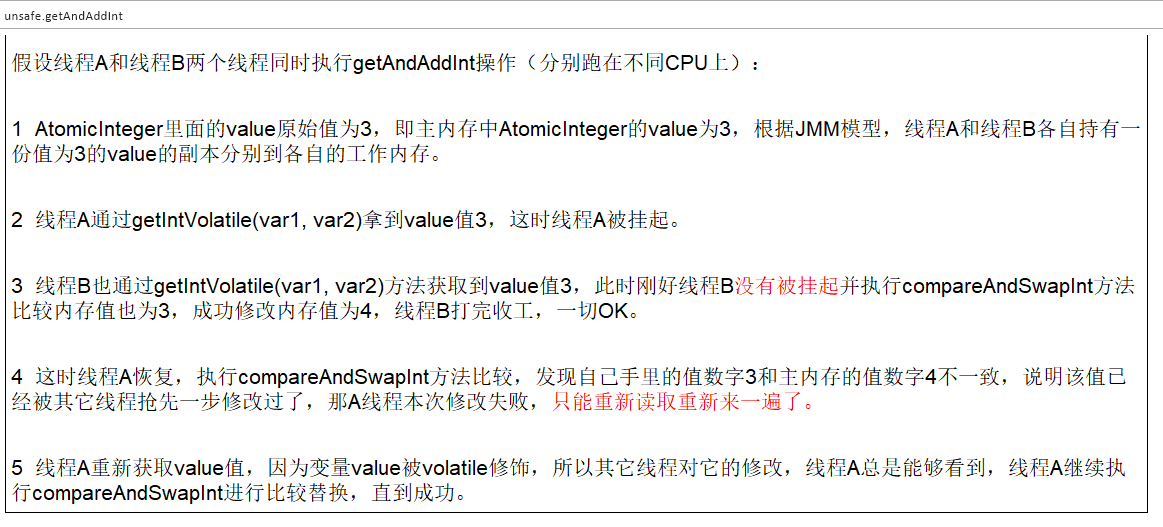 unsafe.getAndAddInt
假设线程A和线程B两个线程同时执行getAndAddInt操作（分别跑在不同CPU上）：
1 AtomicInteger里面的value原始值为3，即主内存中AtomicInteger的value为3，根据JMM模型，线程A和线程B各自持有一
份值为3的value的副本分别到各自的工作内存。
2 线程A通过getIntVolatile(var1, var2)拿到value值3，这时线程A被挂起。
3 线程B也通过getIntVolatile(var1, var2)方法获取到value值3，此时刚好线程B没有被挂起并执行compareAndSwapInt方法
比较内存值也为3，成功修改内存值为4，线程B打完收工，一切OK。
4 这时线程A恢复，执行compareAndSwapInt方法比较，发现自己手里的值数字3和主内存的值数字4不一致，说明该值已
经被其它线程抢先一步修改过了，那A线程本次修改失败，只能重新读取重新来一遍了。
5 线程A重新获取value值，因为变量value被volatile修饰，所以其它线程对它的修改，线程A总是能够看到，线程A继续执
行compareAndSwapInt进行比较替换，直到成功。